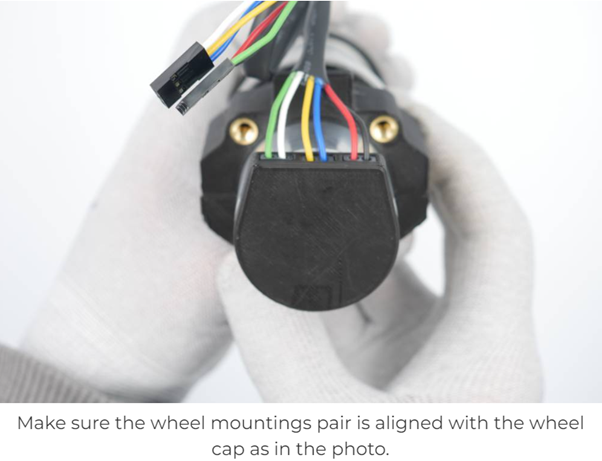 Make sure the wheel mountings pair is aligned with the wheel
cap as in the photo.